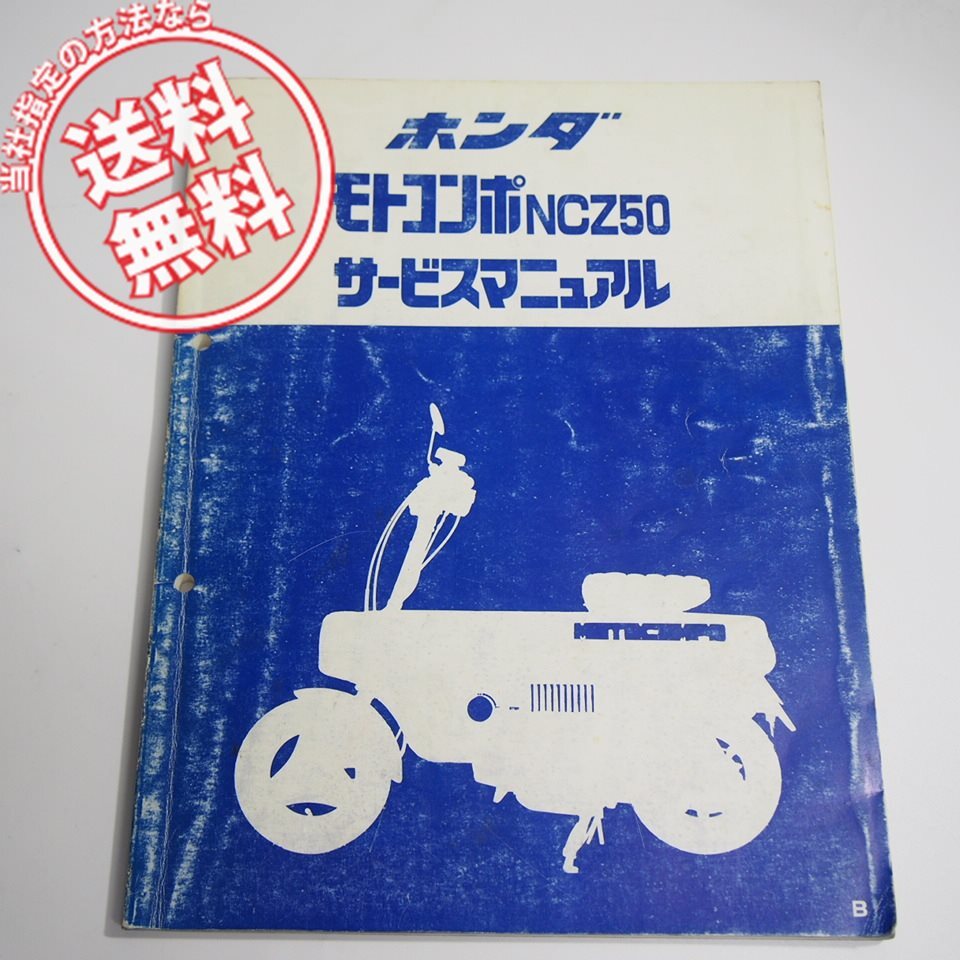 当社指定の方法なら
送料
無料
ホンダ
モトコンポNCZ50
サービスマニュアル
MOTOCOMPO
B